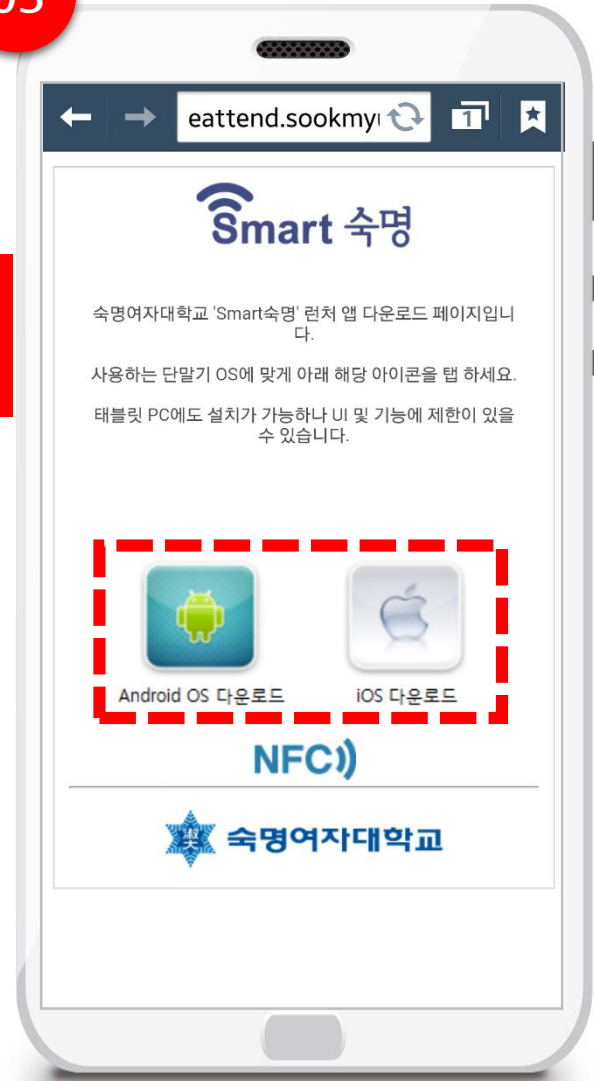 03
eattend.sookmy
1
Smart 숙명
숙명여자대학교 'Smart숙명' 런처 앱 다운로드 페이지입니
다.
사용하는 단말기 OS에 맞게 아래 해당 아이콘을 탭 하세요.
태블릿 PC에도 설치가 가능하나 UI 및 기능에 제한이 있을
수 있습니다.
Android OS 다운로드 iOS 다운로드
NFC
숙명여자대학교